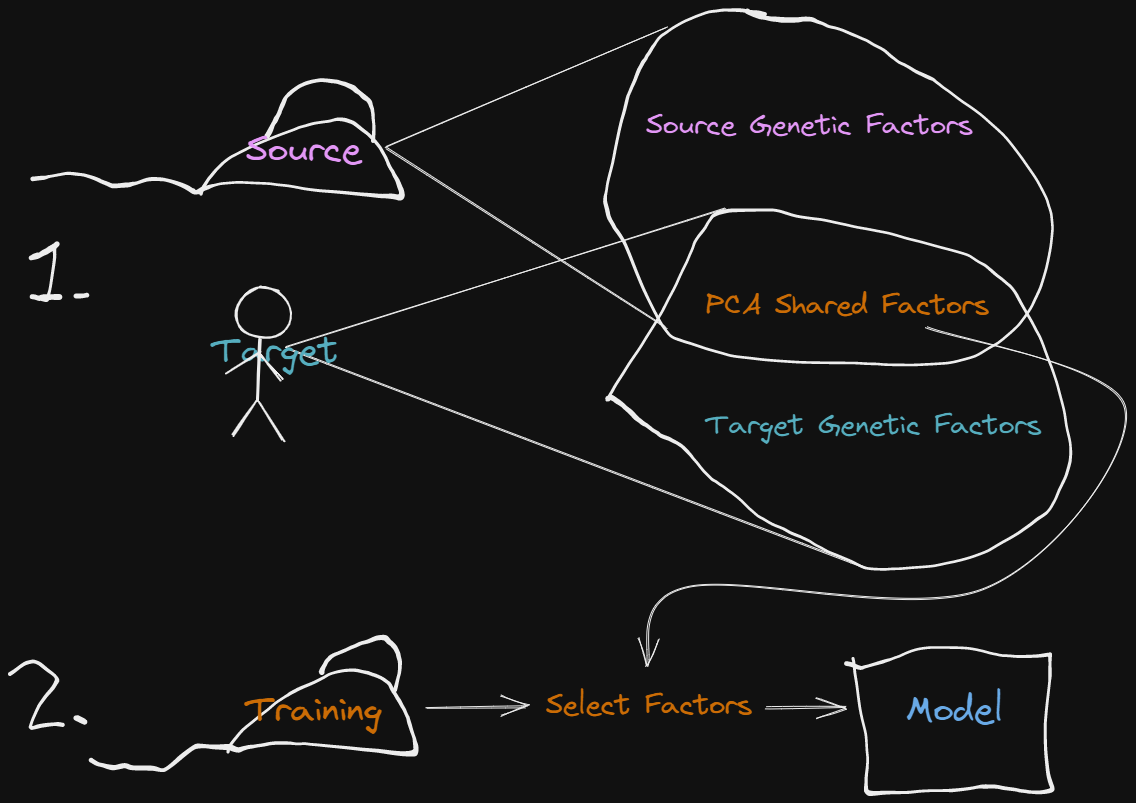 Source Genetic Factors
Source
1.
PCA Shared Factors
Target
Target Genetic Factors
2.
Training
Select Factors
Model